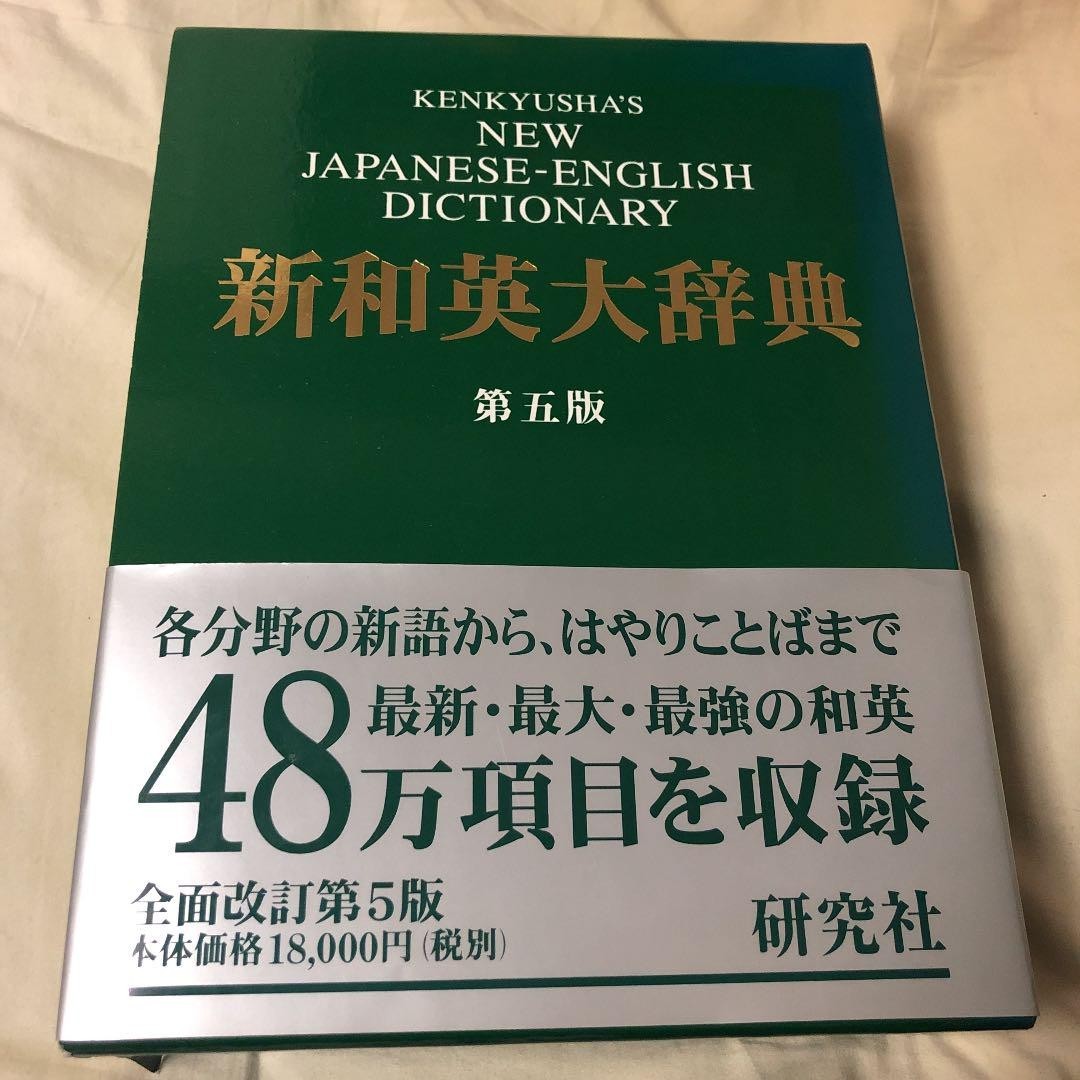 KENKYUSHA'S
NEW
JAPANESE-ENGLISH
DICTIONARY
新和英大辞典
第五版
各分野の新語から、はやりことばまで
最新・最大・最強の和英
48万項目を収録
全面改訂第5版
本体価格18,000円(税別)
研究社